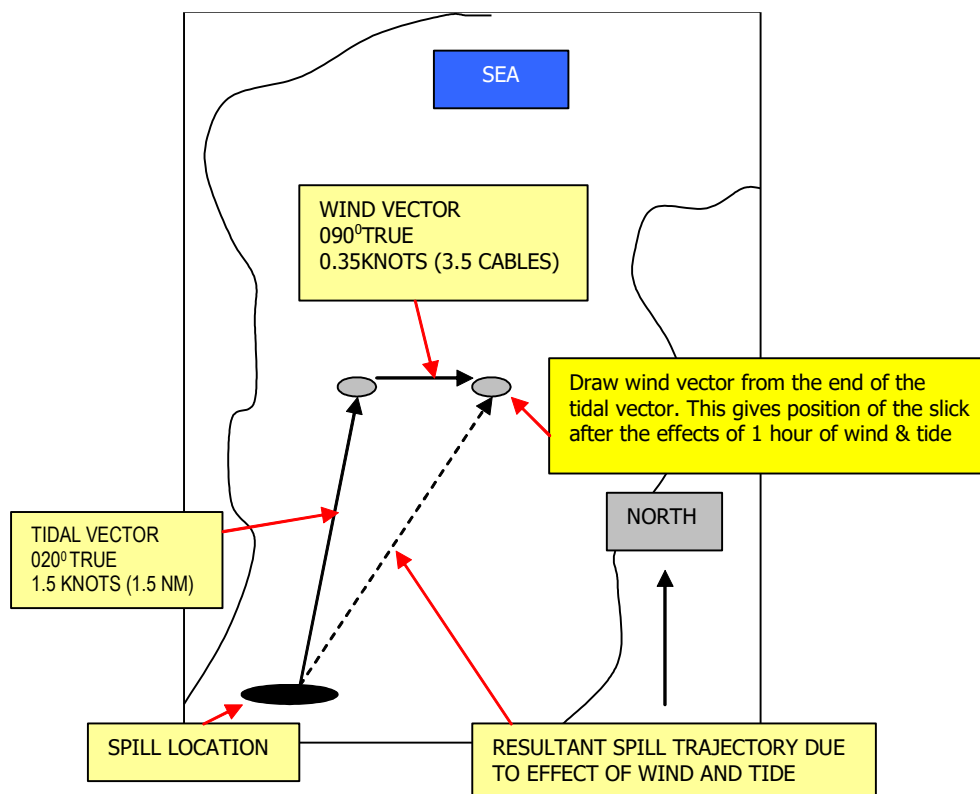 SEA
WIND VECTOR
090⁰TRUE
0.35KNOTS (3.5 CABLES)
Draw wind vector from the end of the
tidal vector. This gives position of the slick
after the effects of 1 hour of wind & tide
NORTH
TIDAL VECTOR
020⁰ TRUE
1.5 KNOTS (1.5 NM)
SPILL LOCATION
RESULTANT SPILL TRAJECTORY DUE
TO EFFECT OF WIND AND TIDE